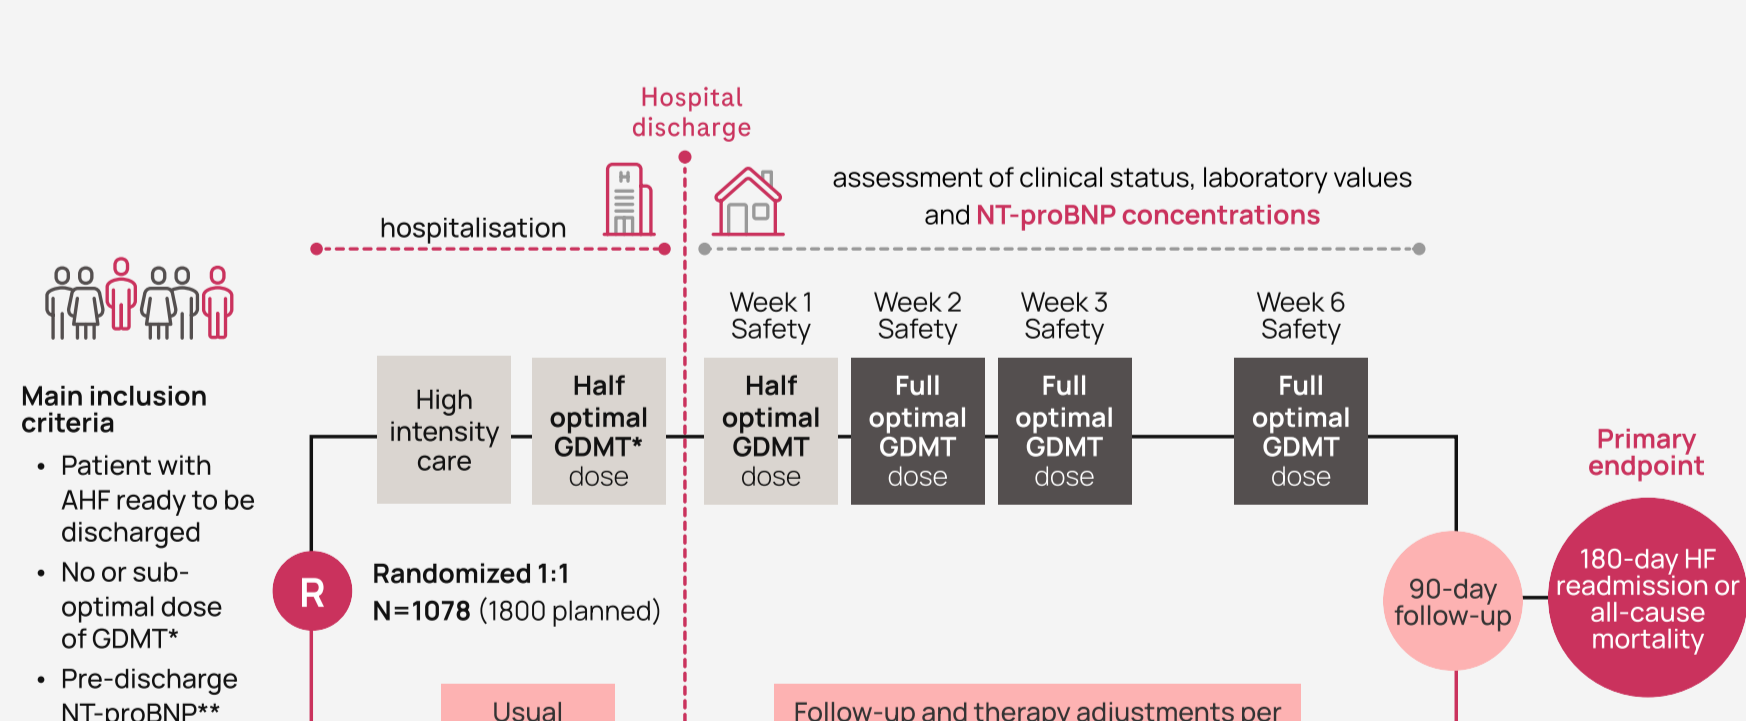 Hospital
discharge
H
assessment of clinical status, laboratory values
and NT-proBNP concentrations
hospitalisation
Week 1
Safety
Week 2
Safety
Week 3
Safety
Week 6
Safety
Main inclusion
criteria
• Patient with
AHF ready to be
discharged
• No or sub-
optimal dose
of GDMT*
• Pre-discharge
NT-proBNP**
High
intensity
care
Half
optimal
GDMT*
dose
Half
optimal
GDMT
dose
Full
optimal
GDMT
dose
Full
optimal
GDMT
dose
Full
optimal
GDMT
dose
R
Randomized 1:1
N=1078 (1800 planned)
90-day
follow-up
Primary
endpoint
180-day HF
readmission or
all-cause
mortality
Usual
Follow-up and therapy adjustments per